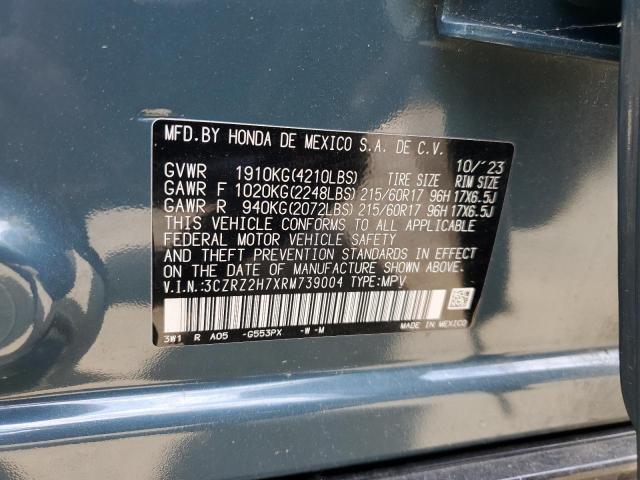 MFD.BY HONDA DE MEXICO S.A. DE C.V.
10/'23
GVWR 1910KG(4210LBS) TIRE SIZE RIM SIZE
GAWR F 1020KG(2248LBS) 215/60R17 96H 17X6.5J
GAWR R 940KG(2072LBS) 215/60R17 96H 17X6.5J
THIS VEHICLE CONFORMS TO ALL APPLICABLE
FEDERAL MOTOR VEHICLE SAFETY
AND THEFT PREVENTION STANDARDS IN EFFECT
ON THE DATE OF MANUFACTURE SHOWN ABOVE.
V.I.N.:3CZRZ2H7XRM739004 TYPE:MPV
3W1 R A05 -G553PX -W-M
MADE IN MEXICO